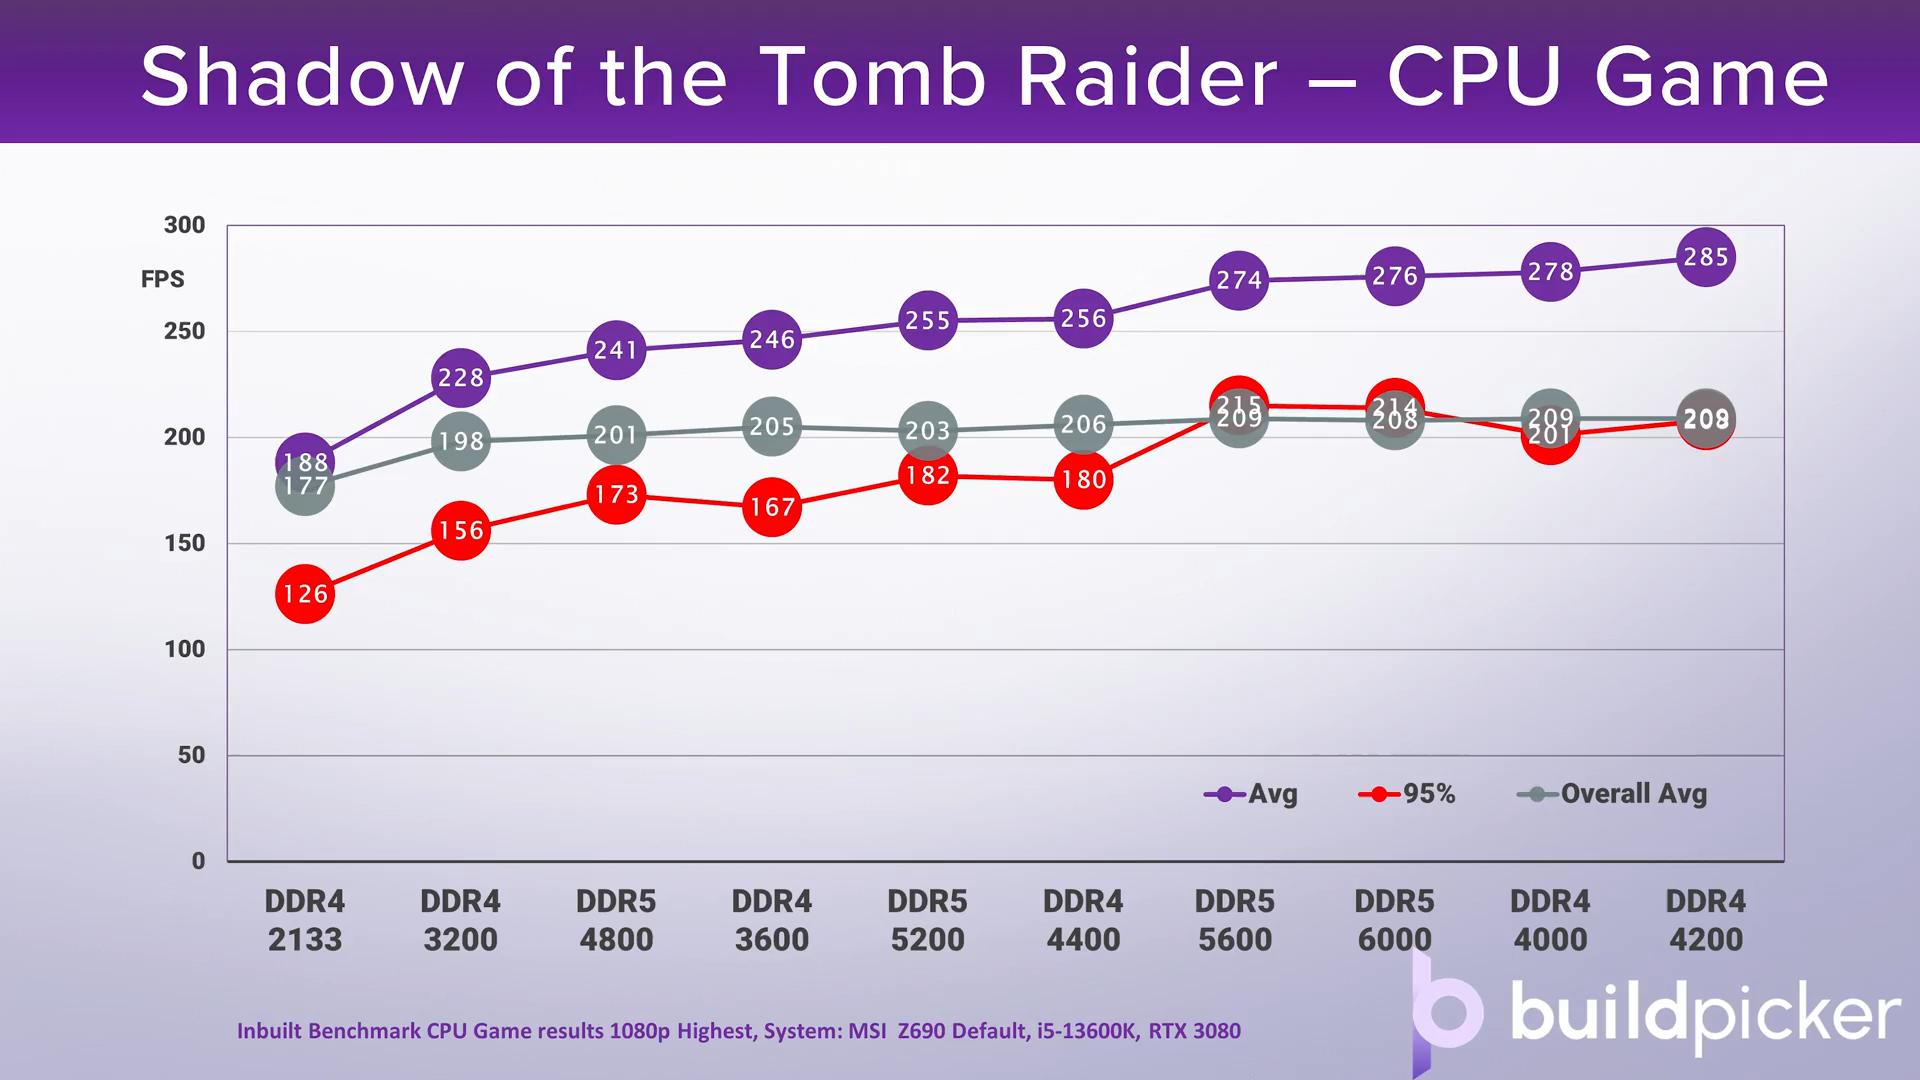 Shadow of the Tomb Raider – CPU Game
300
FPS
250
200
150
100
50
0
188 228 241 246 255 256 274 276 278 285
177 198 201 205 203 206 209 208 209 209
126 156 173 167 182 180 215 214 201
Avg 95% Overall Avg
DDR4 DDR4 DDR5 DDR4 DDR5 DDR4 DDR5 DDR5 DDR4 DDR4
2133 3200 4800 3600 5200 4400 5600 6000 4000 4200
Inbuilt Benchmark CPU Game results 1080p Highest, System: MSI Z690 Default, i5-13600K, RTX 3080
buildpicker